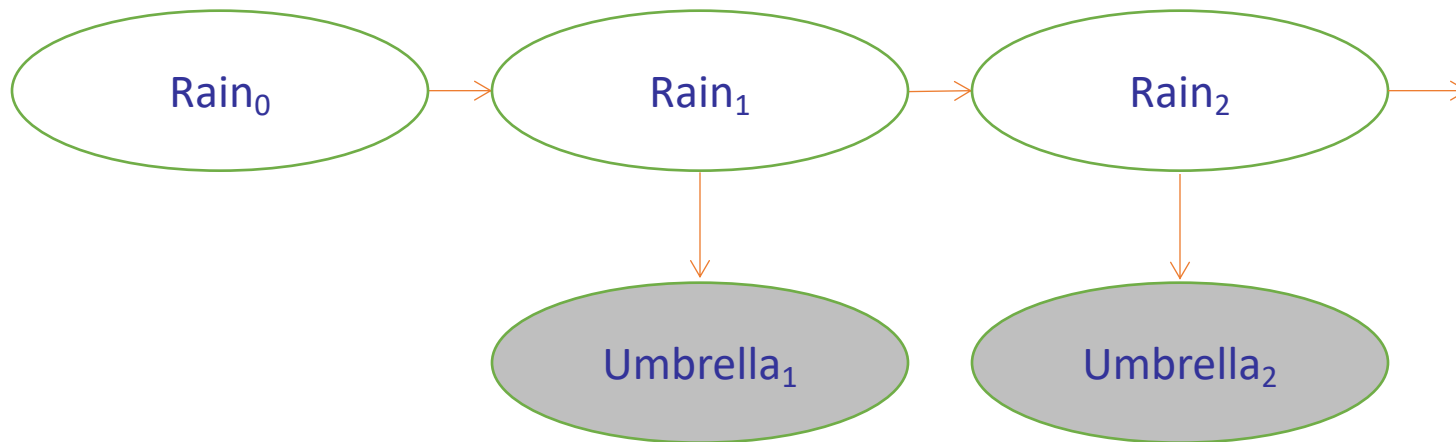 Rain₀
Rain₁
Rain₂
Umbrella₁
Umbrella₂